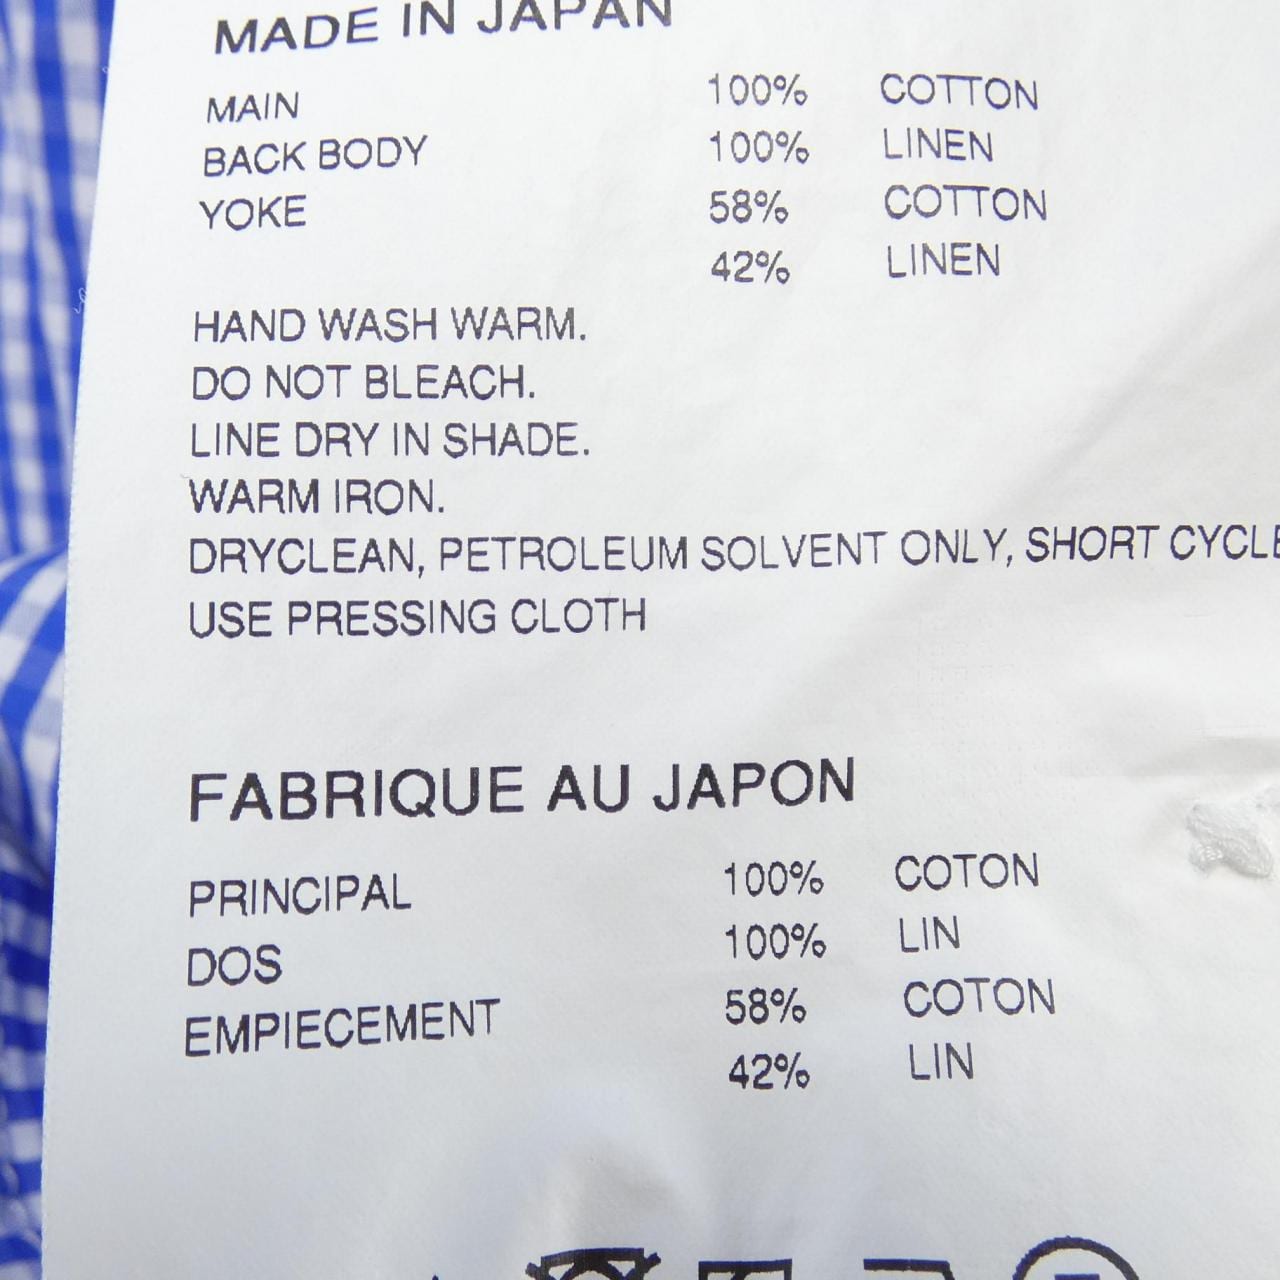 MADE IN JAPAN
MAIN 100% COTTON
BACK BODY 100% LINEN
YOKE 58% COTTON
42% LINEN
HAND WASH WARM.
DO NOT BLEACH.
LINE DRY IN SHADE.
WARM IRON.
DRYCLEAN, PETROLEUM SOLVENT ONLY, SHORT CYCLE
USE PRESSING CLOTH
FABRIQUE AU JAPON
PRINCIPAL 100% COTON
DOS 100% LIN
EMPIECEMENT 58% COTON
42% LIN